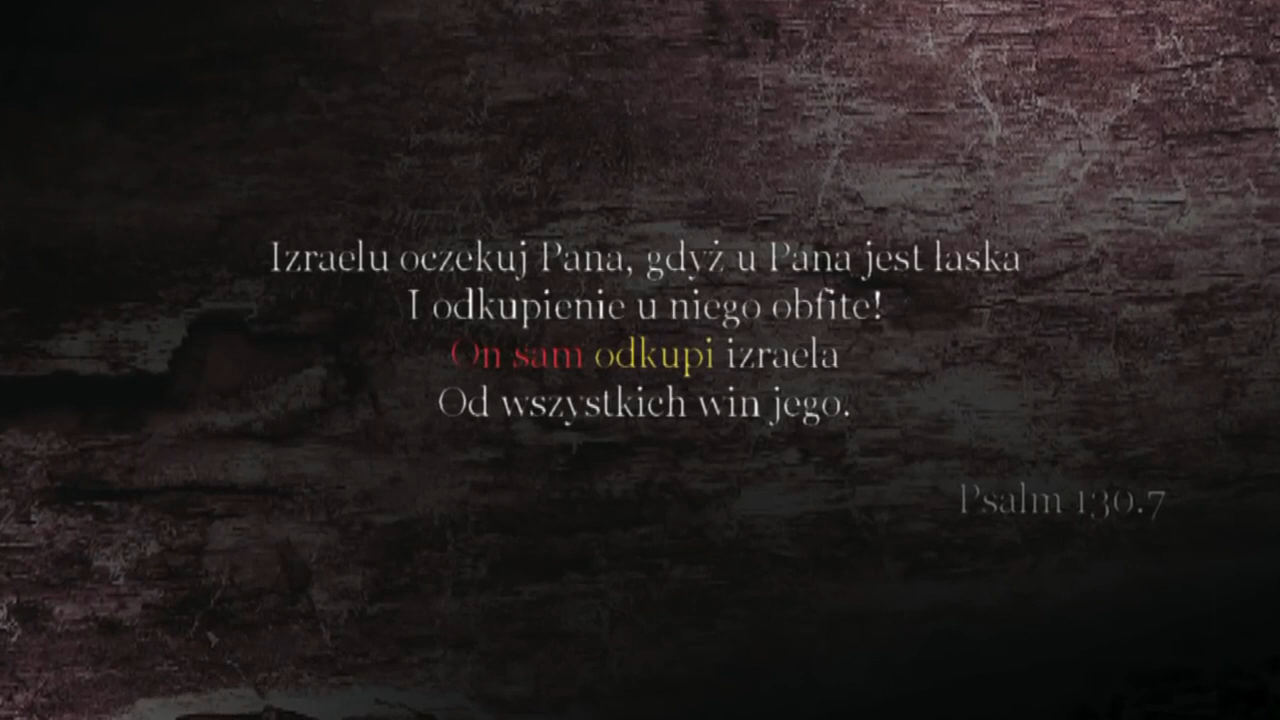 Izraelu oczekuj Pana, gdyż u Pana jest łaska
I odkupienie u niego obfite!
On sam odkupi izraela
Od wszystkich win jego.
Psalm 130.7